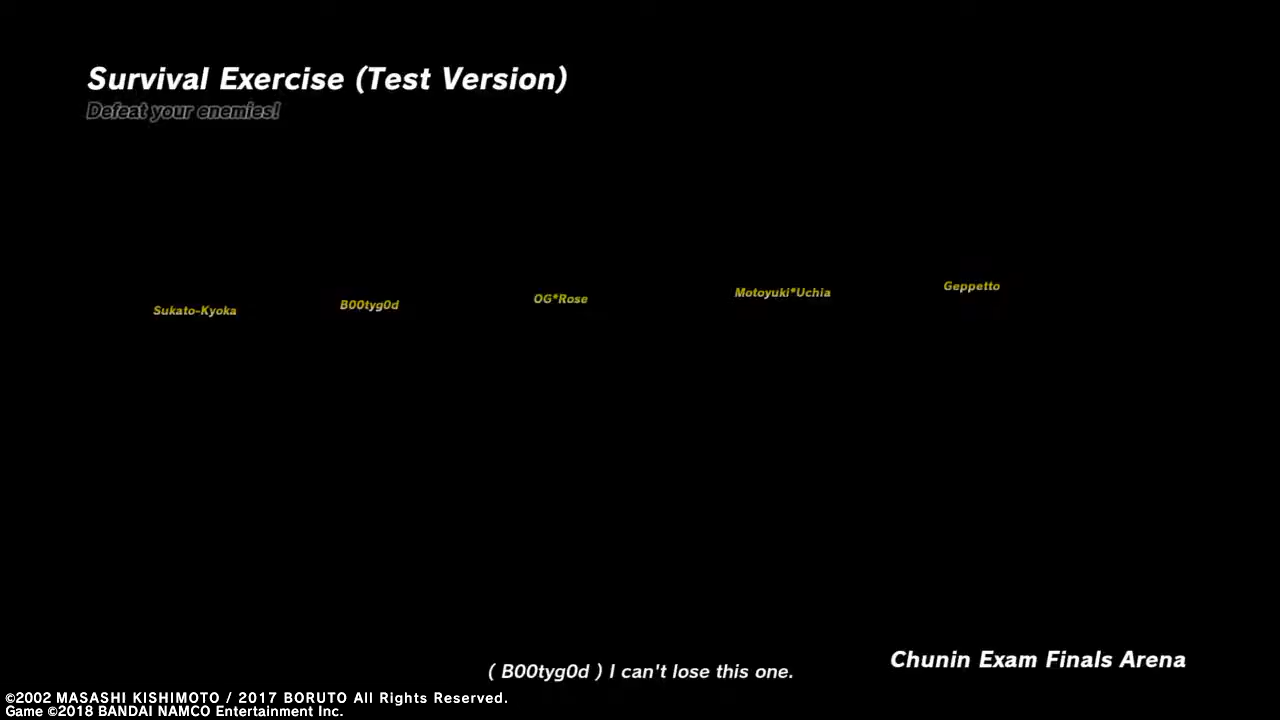 Survival Exercise (Test Version)
Defeat your enemies!
Sukato-Kyoka
B00tyg0d
OG*Rose
Motoyuki*Uchia
Geppetto
( B00tyg0d ) I can't lose this one.
Chunin Exam Finals Arena
©2002 MASASHI KISHIMOTO / 2017 BORUTO All Rights Reserved.
Game ©2018 BANDAI NAMCO Entertainment Inc.